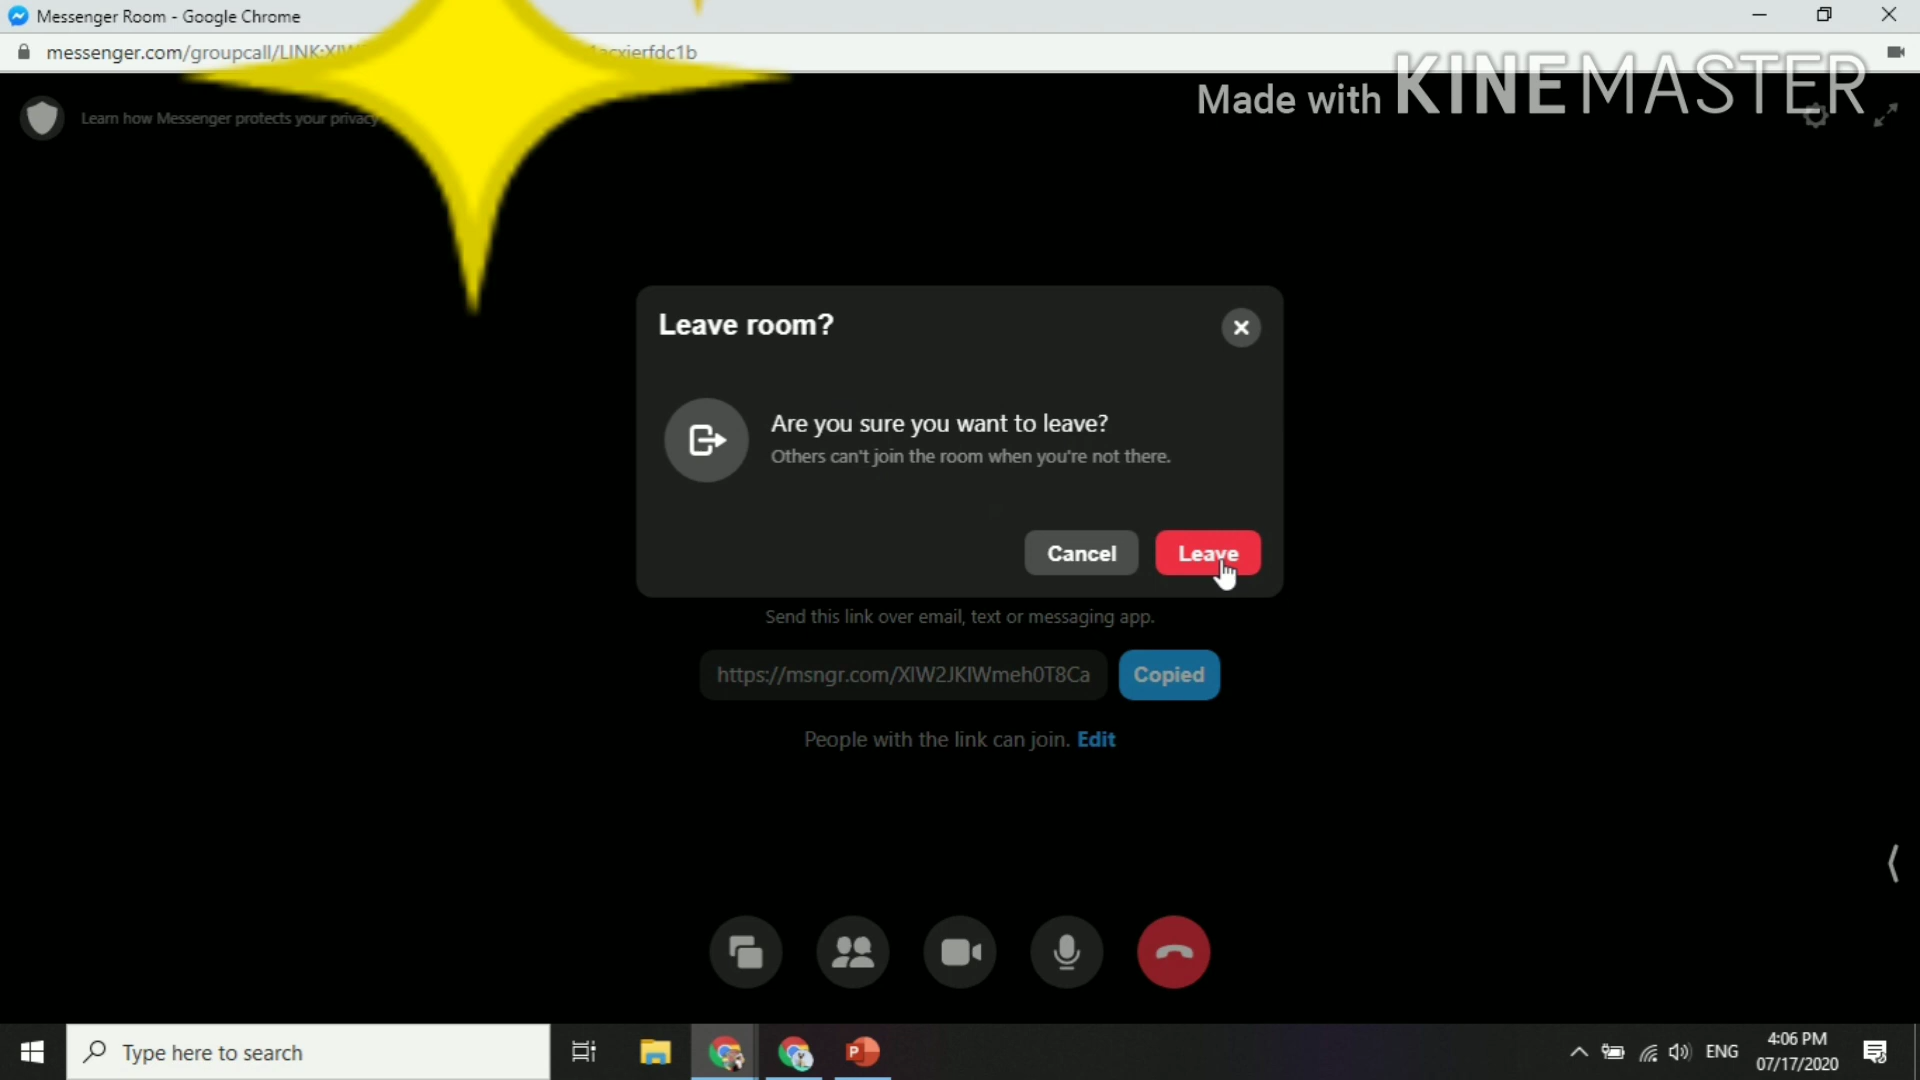 Messenger Room - Google Chrome
messenger.com/groupcall/LINK:XIW
Made with KINEMASTER
Learn how Messenger protects your privacy
Leave room?
Are you sure you want to leave?
Others can't join the room when you're not there.
Cancel
Leave
Send this link over email, text or messaging app.
https://msngr.com/XIW2JKIWmeh0T8Ca
Copied
People with the link can join. Edit
Type here to search
ENG
4:06 PM
07/17/2020